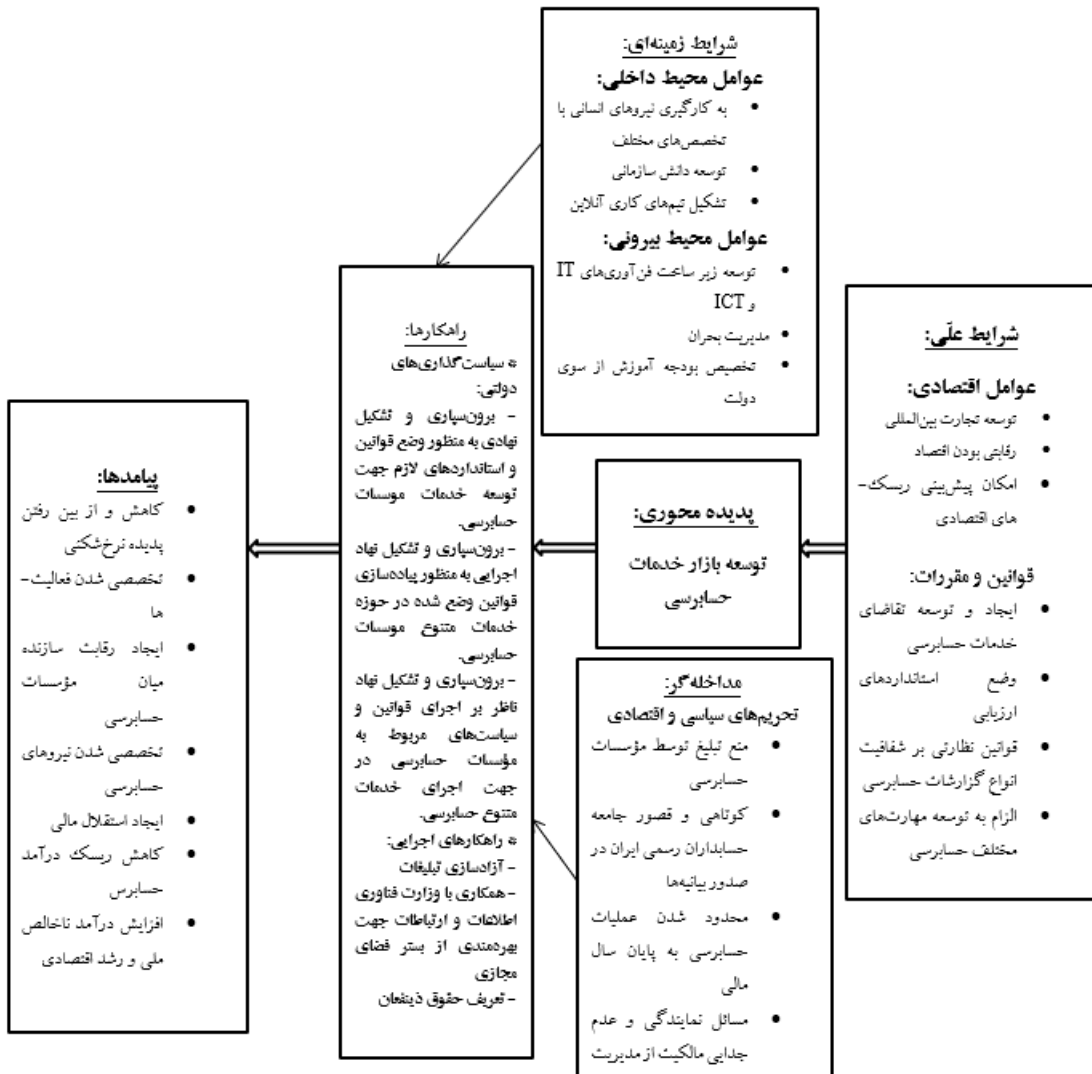 شرایط زمینه‌ای:
عوامل محیط داخلی:
• به کارگیری نیروهای انسانی با
تخصص‌های مختلف
• توسعه دانش سازمانی
• تشکیل تیم‌های کاری آنلاین
عوامل محیط بیرونی:
• توسعه زیر ساخت فن‌آوری‌های IT
و ICT
• مدیریت بحران
• تخصیص بودجه آموزش از سوی
دولت
شرایط علّی:
عوامل اقتصادی:
• توسعه تجارت بین‌المللی
• رقابتی بودن اقتصاد
• امکان پیش‌بینی ریسک-
های اقتصادی
قوانین و مقررات:
• ایجاد و توسعه تقاضای
خدمات حسابرسی
• وضع استانداردهای
ارزیابی
• قوانین نظارتی بر شفافیت
انواع گزارشات حسابرسی
• الزام به توسعه مهارت‌های
مختلف حسابرسی
پدیده محوری:
توسعه بازار خدمات
حسابرسی
مداخله‌گر:
تحریم‌های سیاسی و اقتصادی
• منع تبلیغ توسط مؤسسات
حسابرسی
• کوتاهی و قصور جامعه
حسابداران رسمی ایران در
صدور بیانیه‌ها
• محدود شدن عملیات
حسابرسی به پایان سال
مالی
• مسائل نمایندگی و عدم
جدایی مالکیت از مدیریت
راهکارها:
* سیاست‌گذاری‌های
دولتی:
- برون‌سپاری و تشکیل
نهادی به منظور وضع قوانین
و استانداردهای لازم جهت
توسعه خدمات موسسات
حسابرسی.
- برون‌سپاری و تشکیل نهاد
اجرایی به منظور پیاده‌سازی
قوانین وضع شده در حوزه
خدمات متنوع موسسات
حسابرسی.
- برون‌سپاری و تشکیل نهاد
ناظر بر اجرای قوانین و
سیاست‌های مربوط به
مؤسسات حسابرسی در
جهت اجرای خدمات
متنوع حسابرسی.
* راهکارهای اجرایی:
- آزادسازی تبلیغات
- همکاری با وزارت فناوری
اطلاعات و ارتباطات جهت
بهره‌مندی از بستر فضای
مجازی
- تعریف حقوق ذینفعان
پیامدها:
• کاهش و از بین رفتن
پدیده نرخ‌شکنی
• تخصصی شدن فعالیت-
ها
• ایجاد رقابت سازنده
میان مؤسسات
حسابرسی
• تخصصی شدن نیروهای
حسابرسی
• ایجاد استقلال مالی
• کاهش ریسک درآمد
حسابرس
• افزایش درآمد ناخالص
ملی و رشد اقتصادی